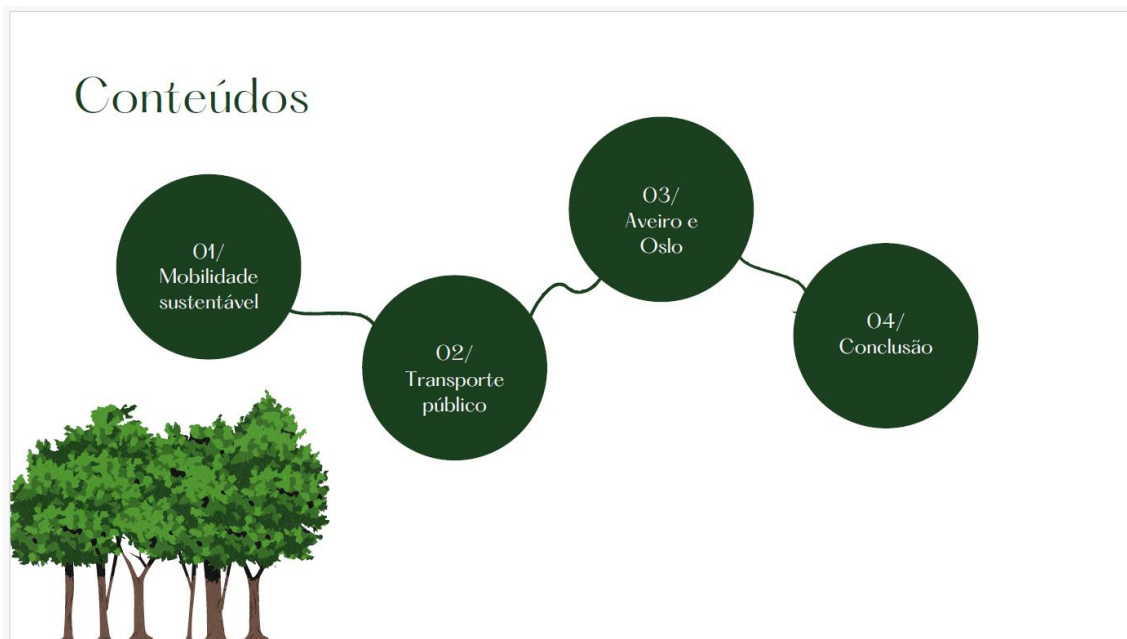 Conteúdos
01/
Mobilidade
sustentável
02/
Transporte
público
03/
Aveiro e
Oslo
04/
Conclusão